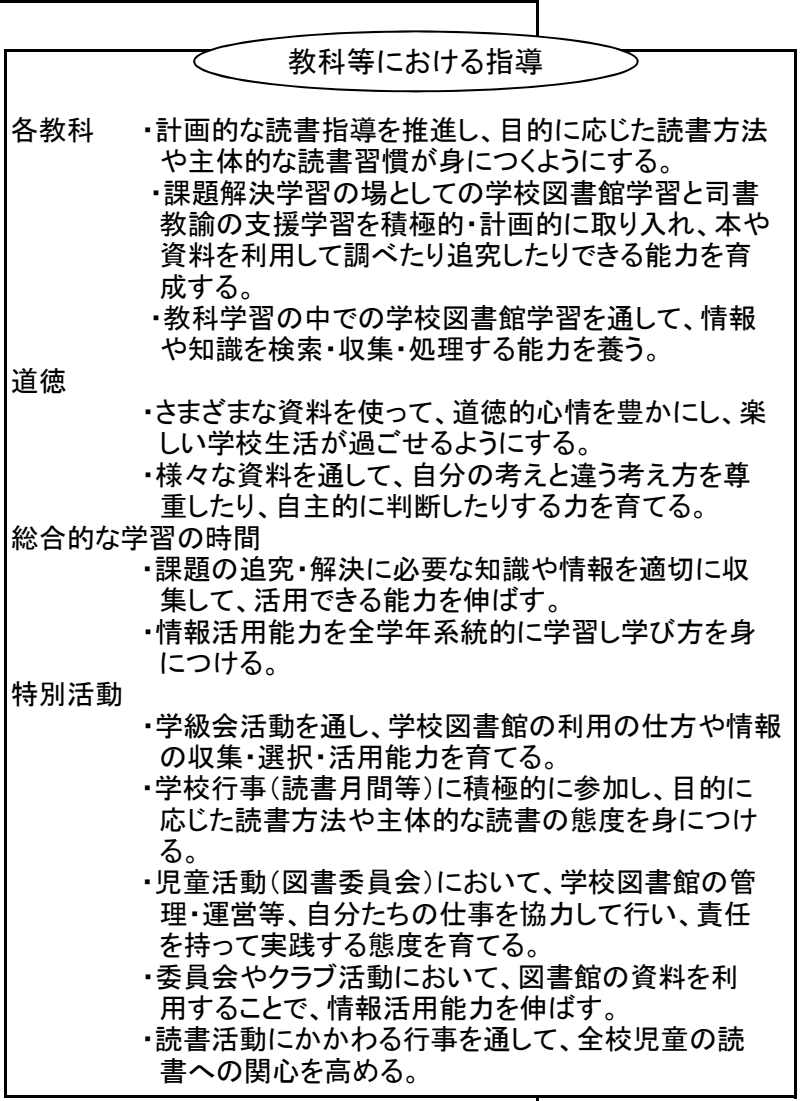 教科等における指導
各教科　・計画的な読書指導を推進し、目的に応じた読書方法
や主体的な読書習慣が身につくようにする。
・課題解決学習の場としての学校図書館学習と司書
教諭の支援学習を積極的・計画的に取り入れ、本や
資料を利用して調べたり追究したりできる能力を育
成する。
・教科学習の中での学校図書館学習を通して、情報
や知識を検索・収集・処理する能力を養う。
道徳
・さまざまな資料を使って、道徳的心情を豊かにし、楽
しい学校生活が過ごせるようにする。
・様々な資料を通して、自分の考えと違う考え方を尊
重したり、自主的に判断したりする力を育てる。
総合的な学習の時間
・課題の追究・解決に必要な知識や情報を適切に収
集して、活用できる能力を伸ばす。
・情報活用能力を全学年系統的に学習し学び方を身
につける。
特別活動
・学級会活動を通し、学校図書館の利用の仕方や情報
の収集・選択・活用能力を育てる。
・学校行事（読書月間等）に積極的に参加し、目的に
応じた読書方法や主体的な読書の態度を身につけ
る。
・児童活動（図書委員会）において、学校図書館の管
理・運営等、自分たちの仕事を協力して行い、責任
を持って実践する態度を育てる。
・委員会やクラブ活動において、図書館の資料を利
用することで、情報活用能力を伸ばす。
・読書活動にかかわる行事を通して、全校児童の読
書への関心を高める。